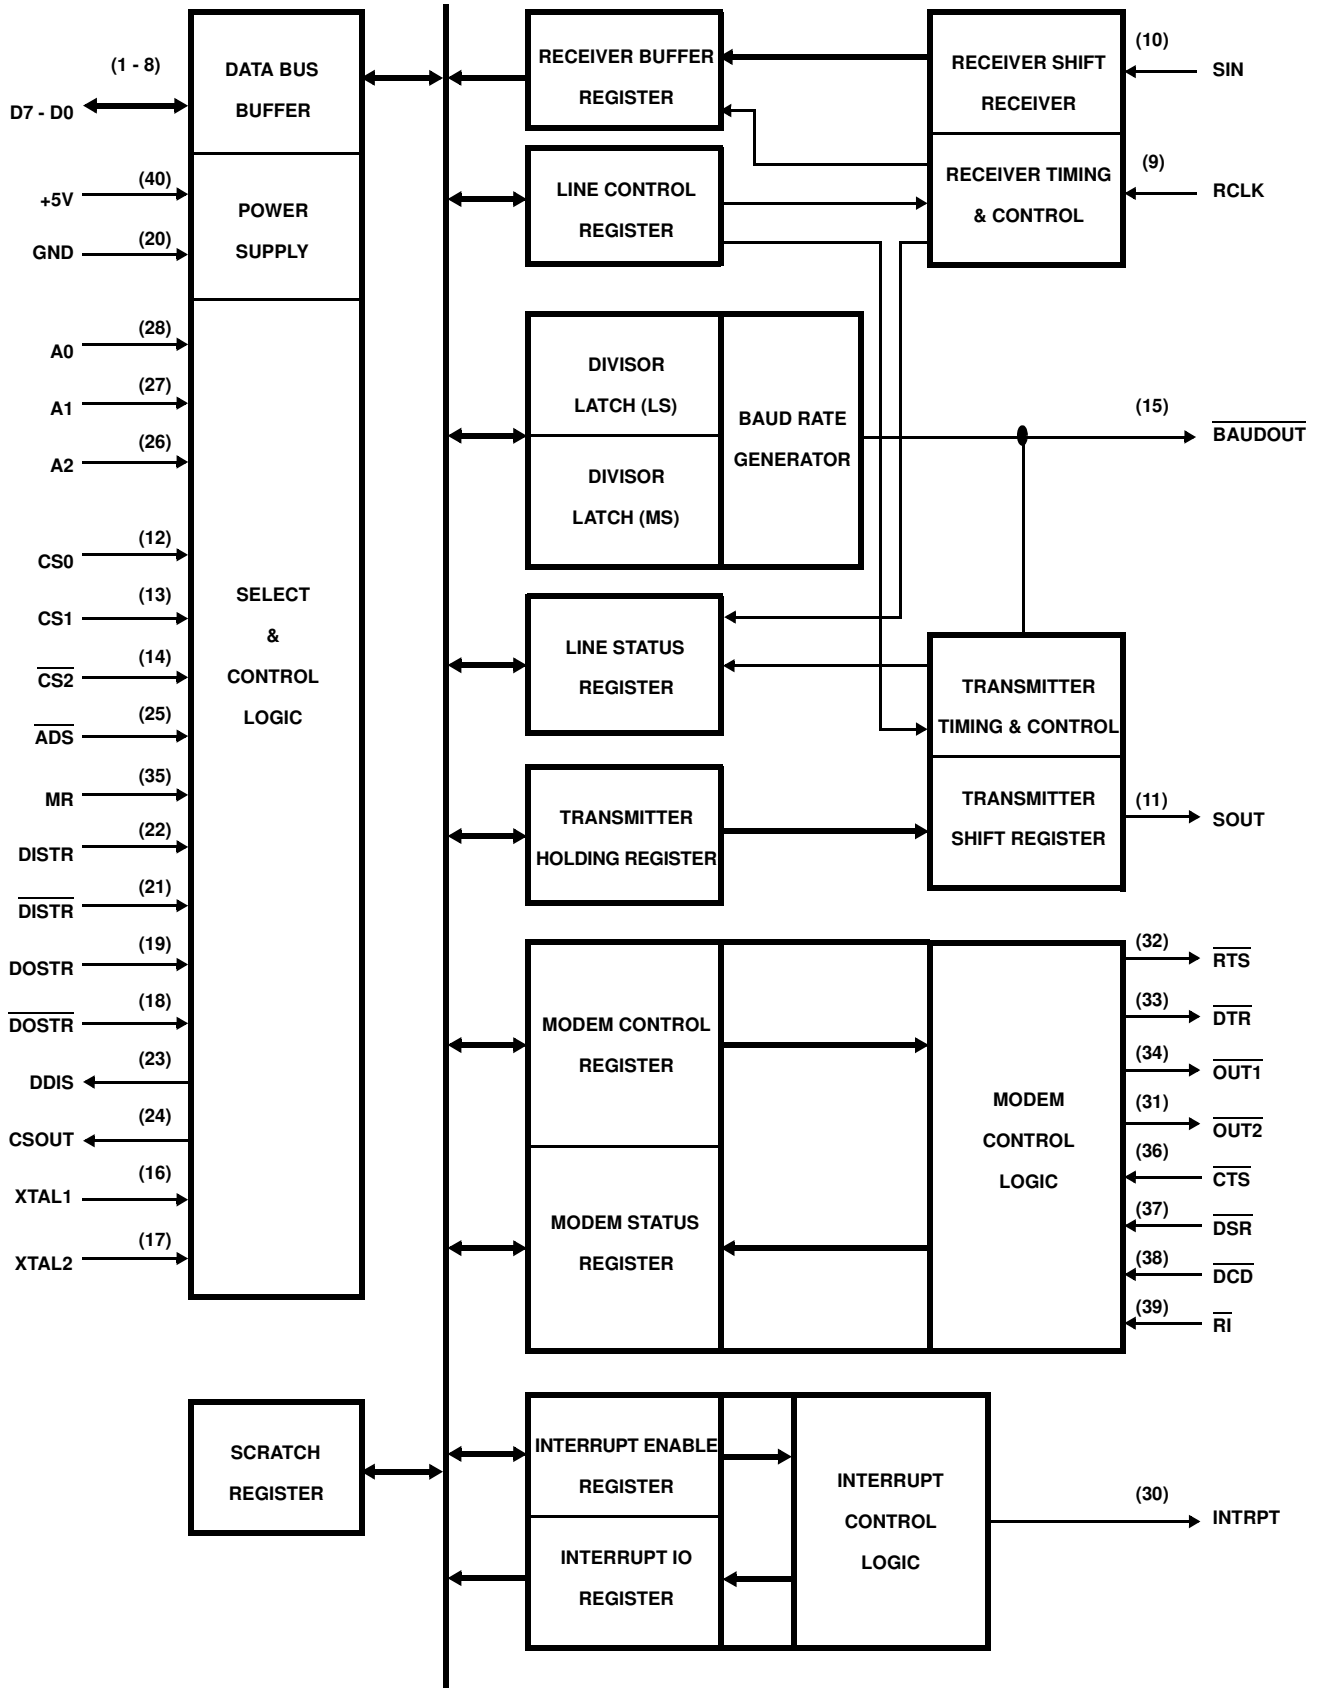 (1 - 8)
D7 - D0
DATA BUS
BUFFER
(40)
+5V
(20)
GND
POWER
SUPPLY
(28)
A0
(27)
A1
(26)
A2
(12)
CS0
(13)
CS1
(14)
CS2
(25)
ADS
(35)
MR
(22)
DISTR
(21)
DISTR
(19)
DOSTR
(18)
DOSTR
(23)
DDIS
(24)
CSOUT
(16)
XTAL1
(17)
XTAL2
SELECT
&
CONTROL
LOGIC
SCRATCH
REGISTER
RECEIVER BUFFER
REGISTER
LINE CONTROL
REGISTER
DIVISOR
LATCH (LS)
DIVISOR
LATCH (MS)
BAUD RATE
GENERATOR
LINE STATUS
REGISTER
TRANSMITTER
HOLDING REGISTER
MODEM CONTROL
REGISTER
MODEM STATUS
REGISTER
INTERRUPT ENABLE
REGISTER
INTERRUPT IO
REGISTER
INTERRUPT
CONTROL
LOGIC
RECEIVER SHIFT
RECEIVER
RECEIVER TIMING
& CONTROL
TRANSMITTER
TIMING & CONTROL
TRANSMITTER
SHIFT REGISTER
MODEM
CONTROL
LOGIC
(10)
SIN
(9)
RCLK
(15)
BAUDOUT
(11)
SOUT
(32)
RTS
(33)
DTR
(34)
OUT1
(31)
OUT2
(36)
CTS
(37)
DSR
(38)
DCD
(39)
RI
(30)
INTRPT